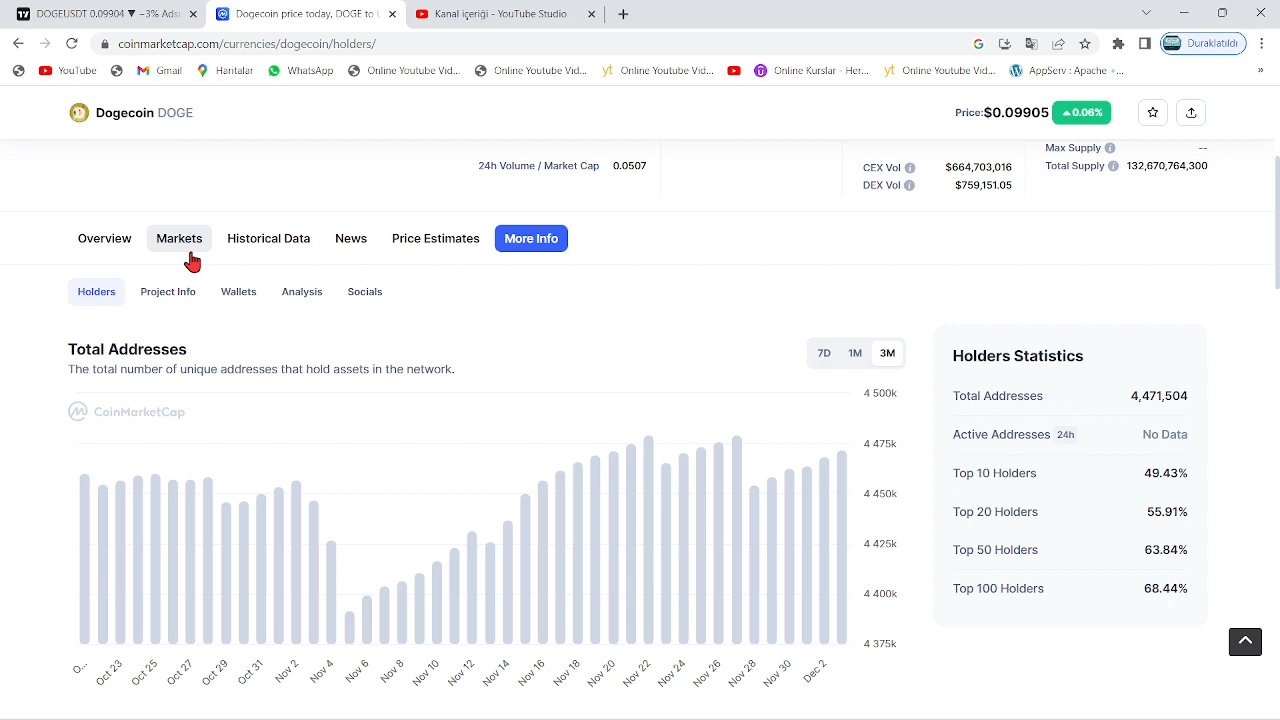 DOGEUSDT 0.09904 ▼ −3% Adsı
Dogecoin price today, DOGE to U
Kanal içeriği - YouTube Studio
coinmarketcap.com/currencies/dogecoin/holders/
Duraklatıldı
YouTube
Gmail
Haritalar
WhatsApp
Online Youtube Vid...
Online Youtube Vid...
Online Youtube Vid...
Online Kurslar - Her...
Online Youtube Vid...
AppServ : Apache +...
»
Dogecoin DOGE
Price:$0.09905 0.06%
24h Volume / Market Cap 0.0507
CEX Vol $664,703,016
DEX Vol $759,151.05
Max Supply --
Total Supply 132,670,764,300
Overview
Markets
Historical Data
News
Price Estimates
More Info
Holders
Project Info
Wallets
Analysis
Socials
Total Addresses
The total number of unique addresses that hold assets in the network.
7D 1M 3M
CoinMarketCap
4 500k
4 475k
4 450k
4 425k
4 400k
4 375k
O...
Oct 23
Oct 25
Oct 27
Oct 29
Oct 31
Nov 2
Nov 4
Nov 6
Nov 8
Nov 10
Nov 12
Nov 14
Nov 16
Nov 18
Nov 20
Nov 22
Nov 24
Nov 26
Nov 28
Nov 30
Dec 2
Holders Statistics
Total Addresses 4,471,504
Active Addresses 24h No Data
Top 10 Holders 49.43%
Top 20 Holders 55.91%
Top 50 Holders 63.84%
Top 100 Holders 68.44%